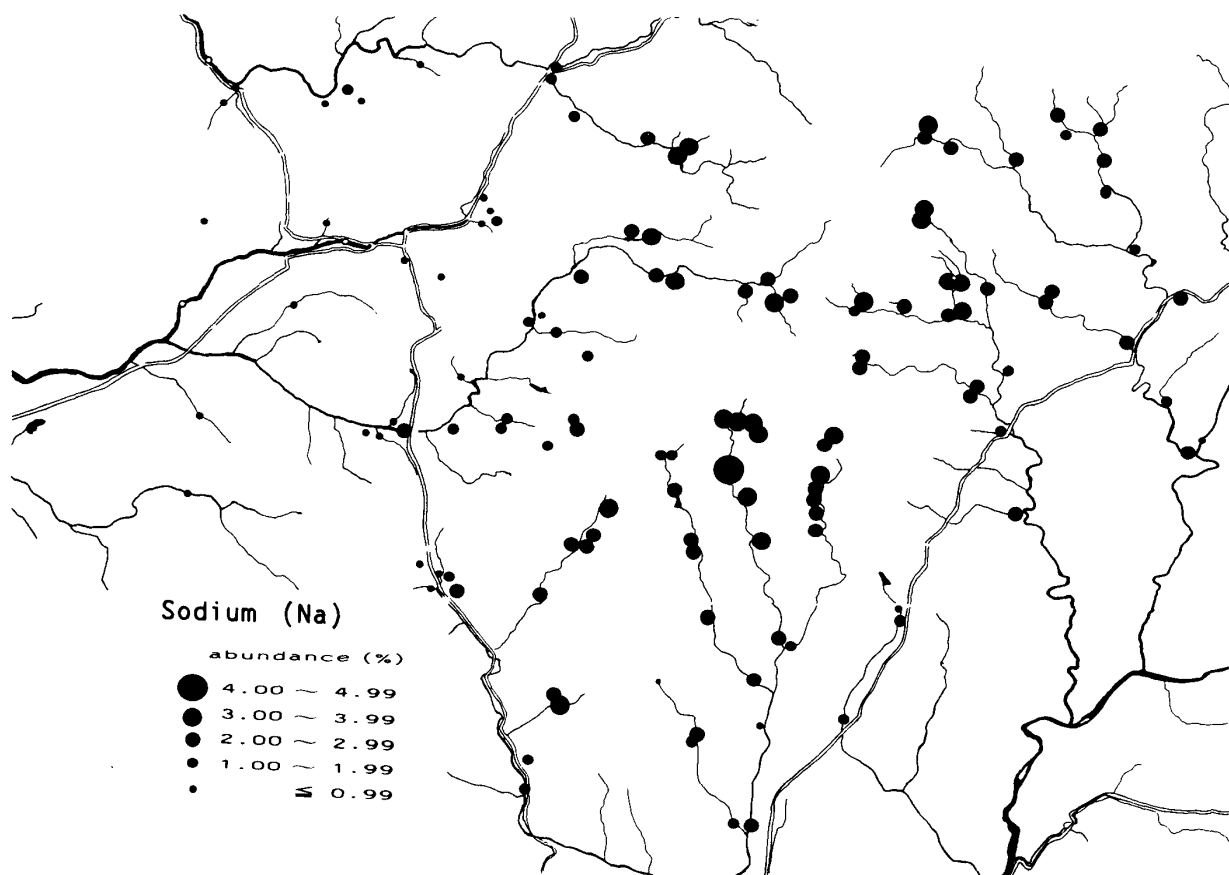 Sodium (Na)
abundance (%)
4.00 ~ 4.99
3.00 ~ 3.99
2.00 ~ 2.99
1.00 ~ 1.99
≦ 0.99